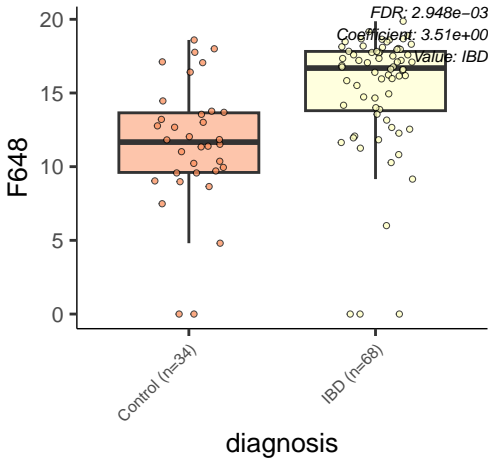 FDR: 2.948e−03
Coefficient: 3.51e+00
Value: IBD
20
15
10
5
0
F648
Control (n=34)
IBD (n=68)
diagnosis